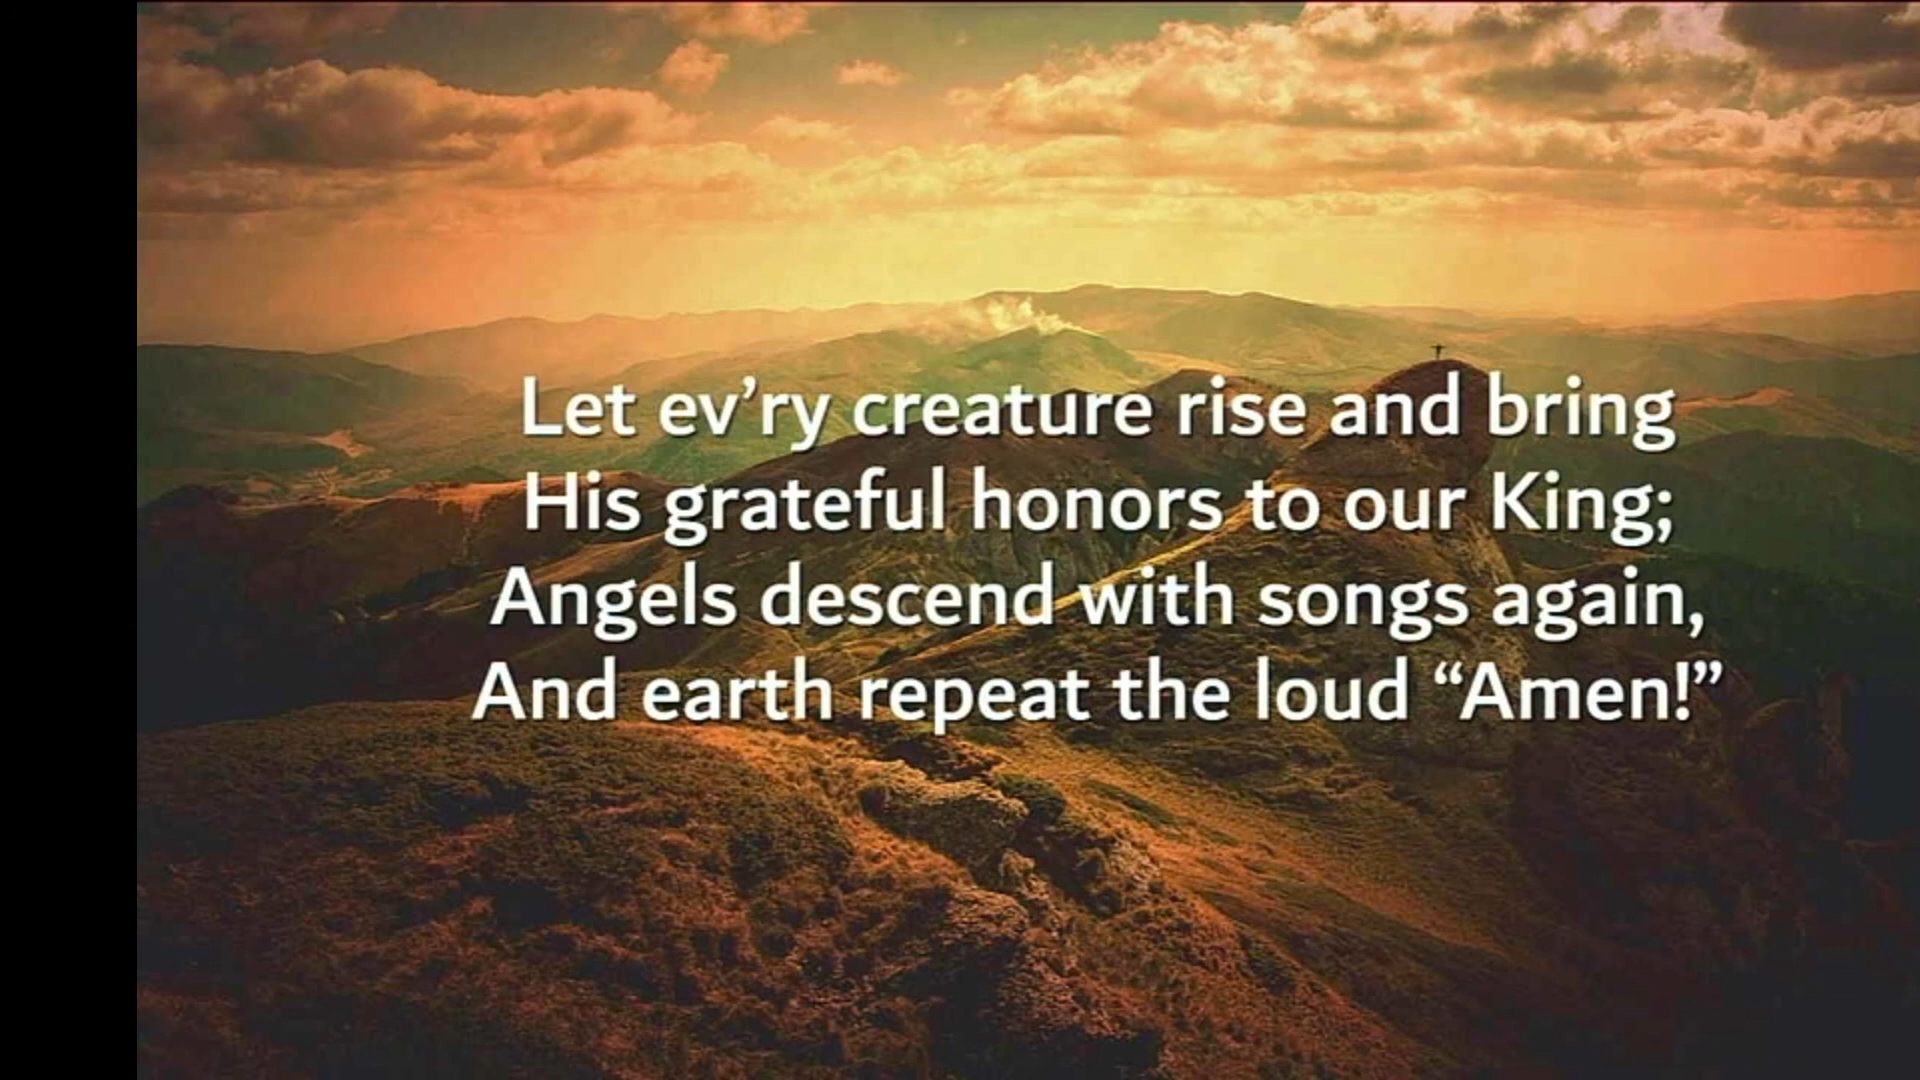 Let ev’ry creature rise and bring
His grateful honors to our King;
Angels descend with songs again,
And earth repeat the loud “Amen!”